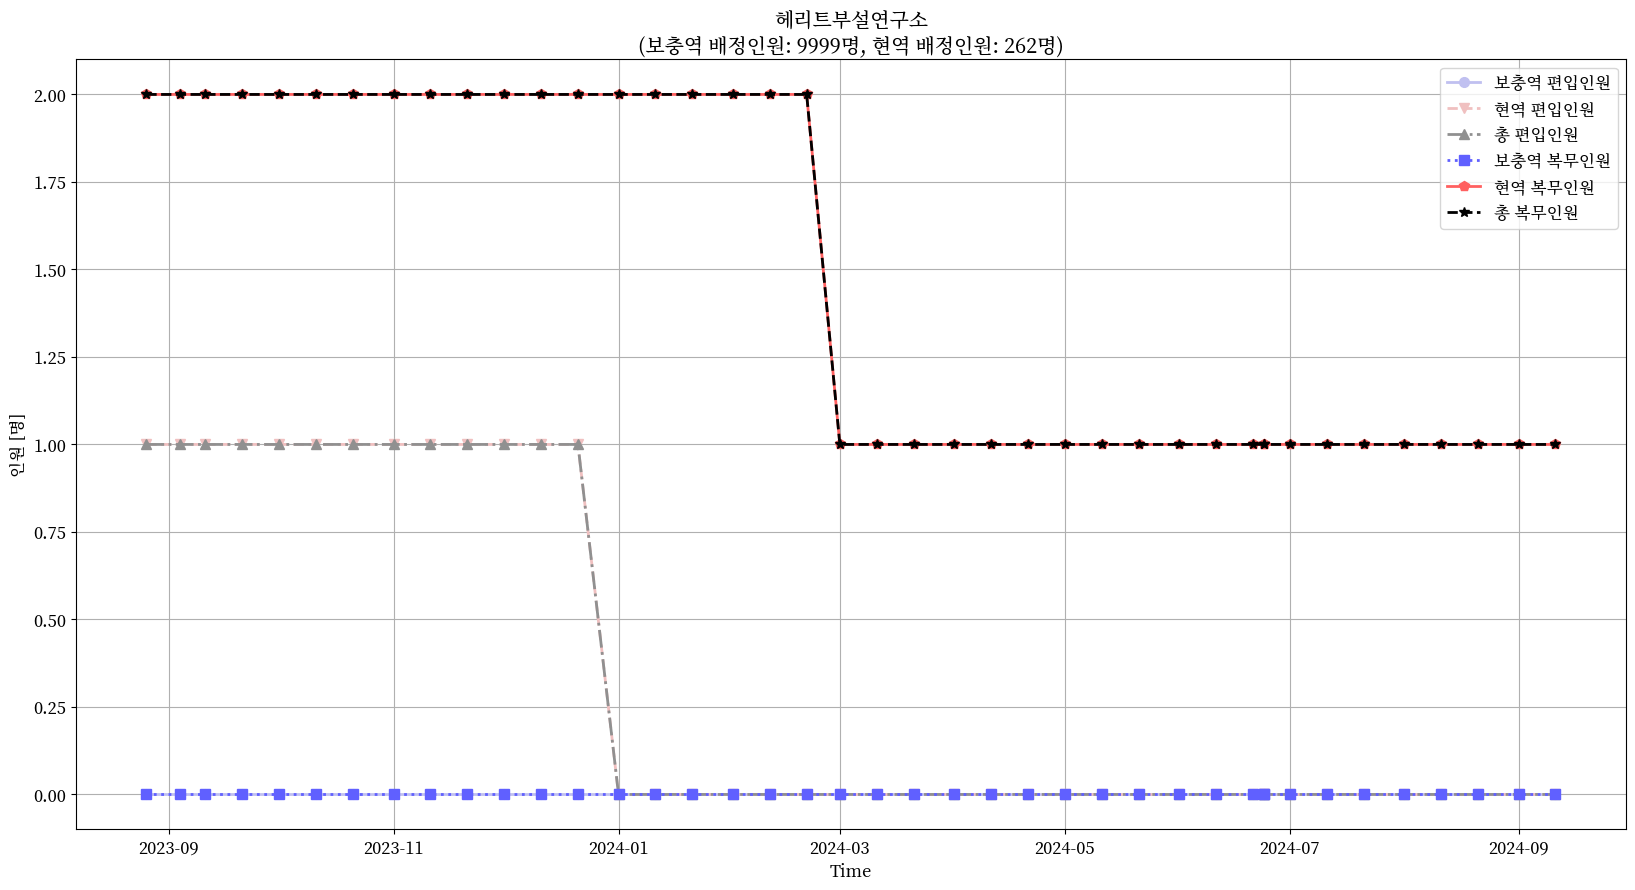 헤리트부설연구소
(보충역 배정인원: 9999명, 현역 배정인원: 262명)
보충역 편입인원
현역 편입인원
총 편입인원
보충역 복무인원
현역 복무인원
총 복무인원
인원 [명]
2.00
1.75
1.50
1.25
1.00
0.75
0.50
0.25
0.00
2023-09
2023-11
2024-01
2024-03
2024-05
2024-07
2024-09
Time